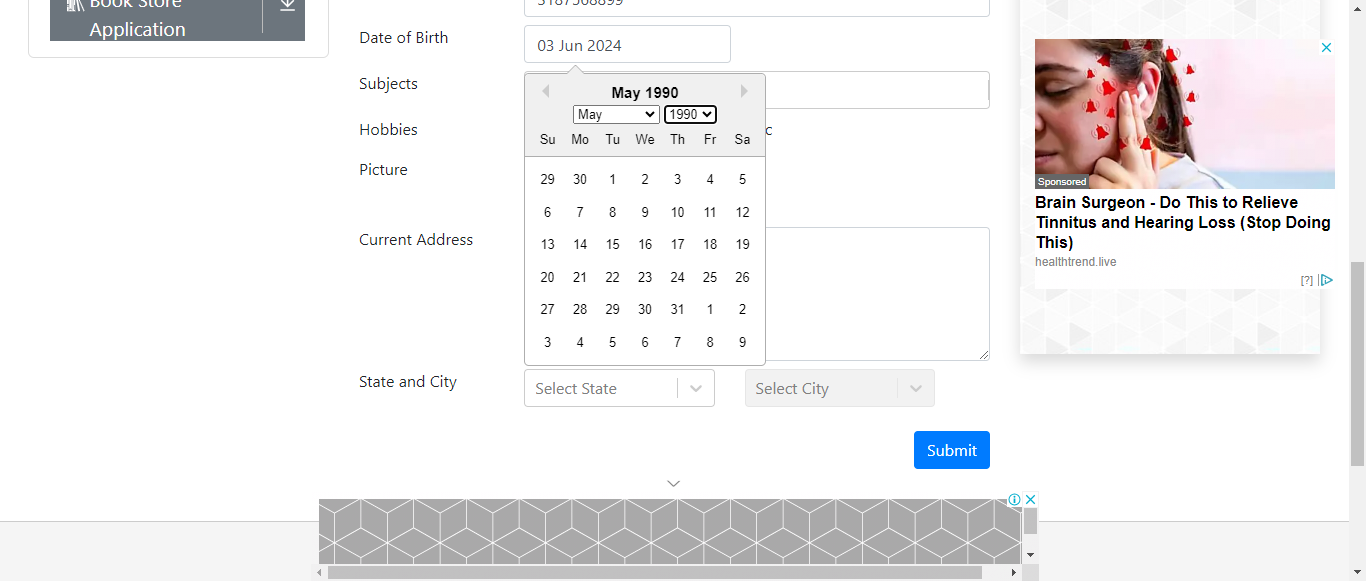 Book Store
Application
3187568899
Date of Birth
03 Jun 2024
Subjects
May 1990
May
1990
Su Mo Tu We Th Fr Sa
29 30 1 2 3 4 5
6 7 8 9 10 11 12
13 14 15 16 17 18 19
20 21 22 23 24 25 26
27 28 29 30 31 1 2
3 4 5 6 7 8 9
Hobbies
c
Picture
Current Address
State and City
Select State
Select City
Submit
Sponsored
Brain Surgeon - Do This to Relieve
Tinnitus and Hearing Loss (Stop Doing
This)
healthtrend.live
[?]